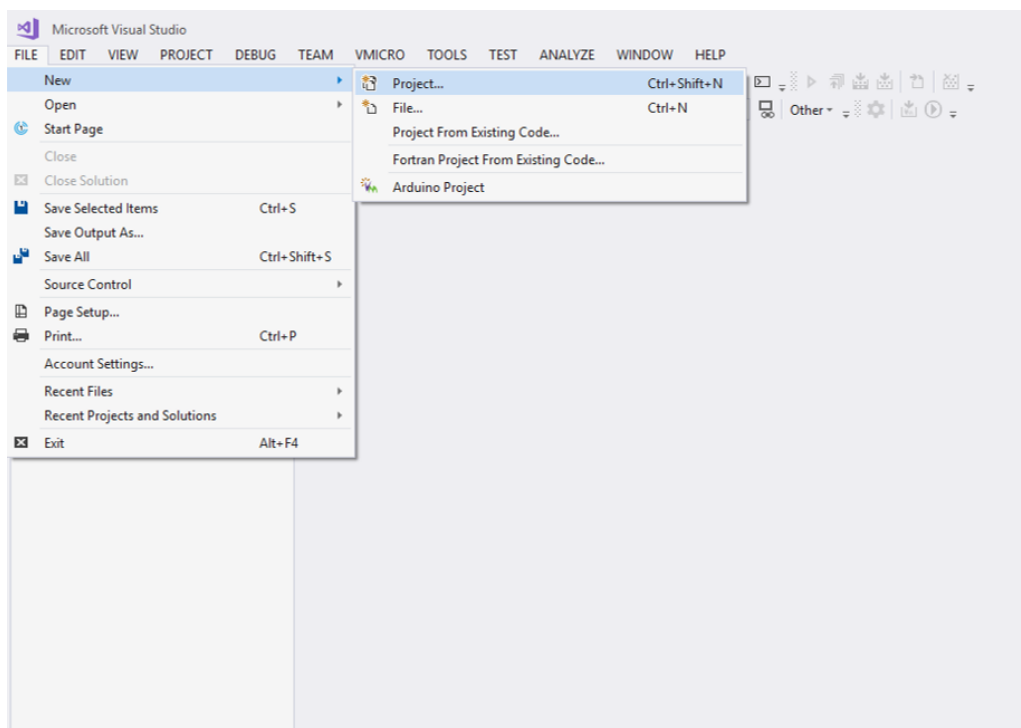 Microsoft Visual Studio
FILE EDIT VIEW PROJECT DEBUG TEAM VMICRO TOOLS TEST ANALYZE WINDOW HELP
New
Open
Start Page
Close
Close Solution
Save Selected Items Ctrl+S
Save Output As...
Save All Ctrl+Shift+S
Source Control
Page Setup...
Print... Ctrl+P
Account Settings...
Recent Files
Recent Projects and Solutions
Exit Alt+F4
Project... Ctrl+Shift+N
File... Ctrl+N
Project From Existing Code...
Fortran Project From Existing Code...
Arduino Project
Other